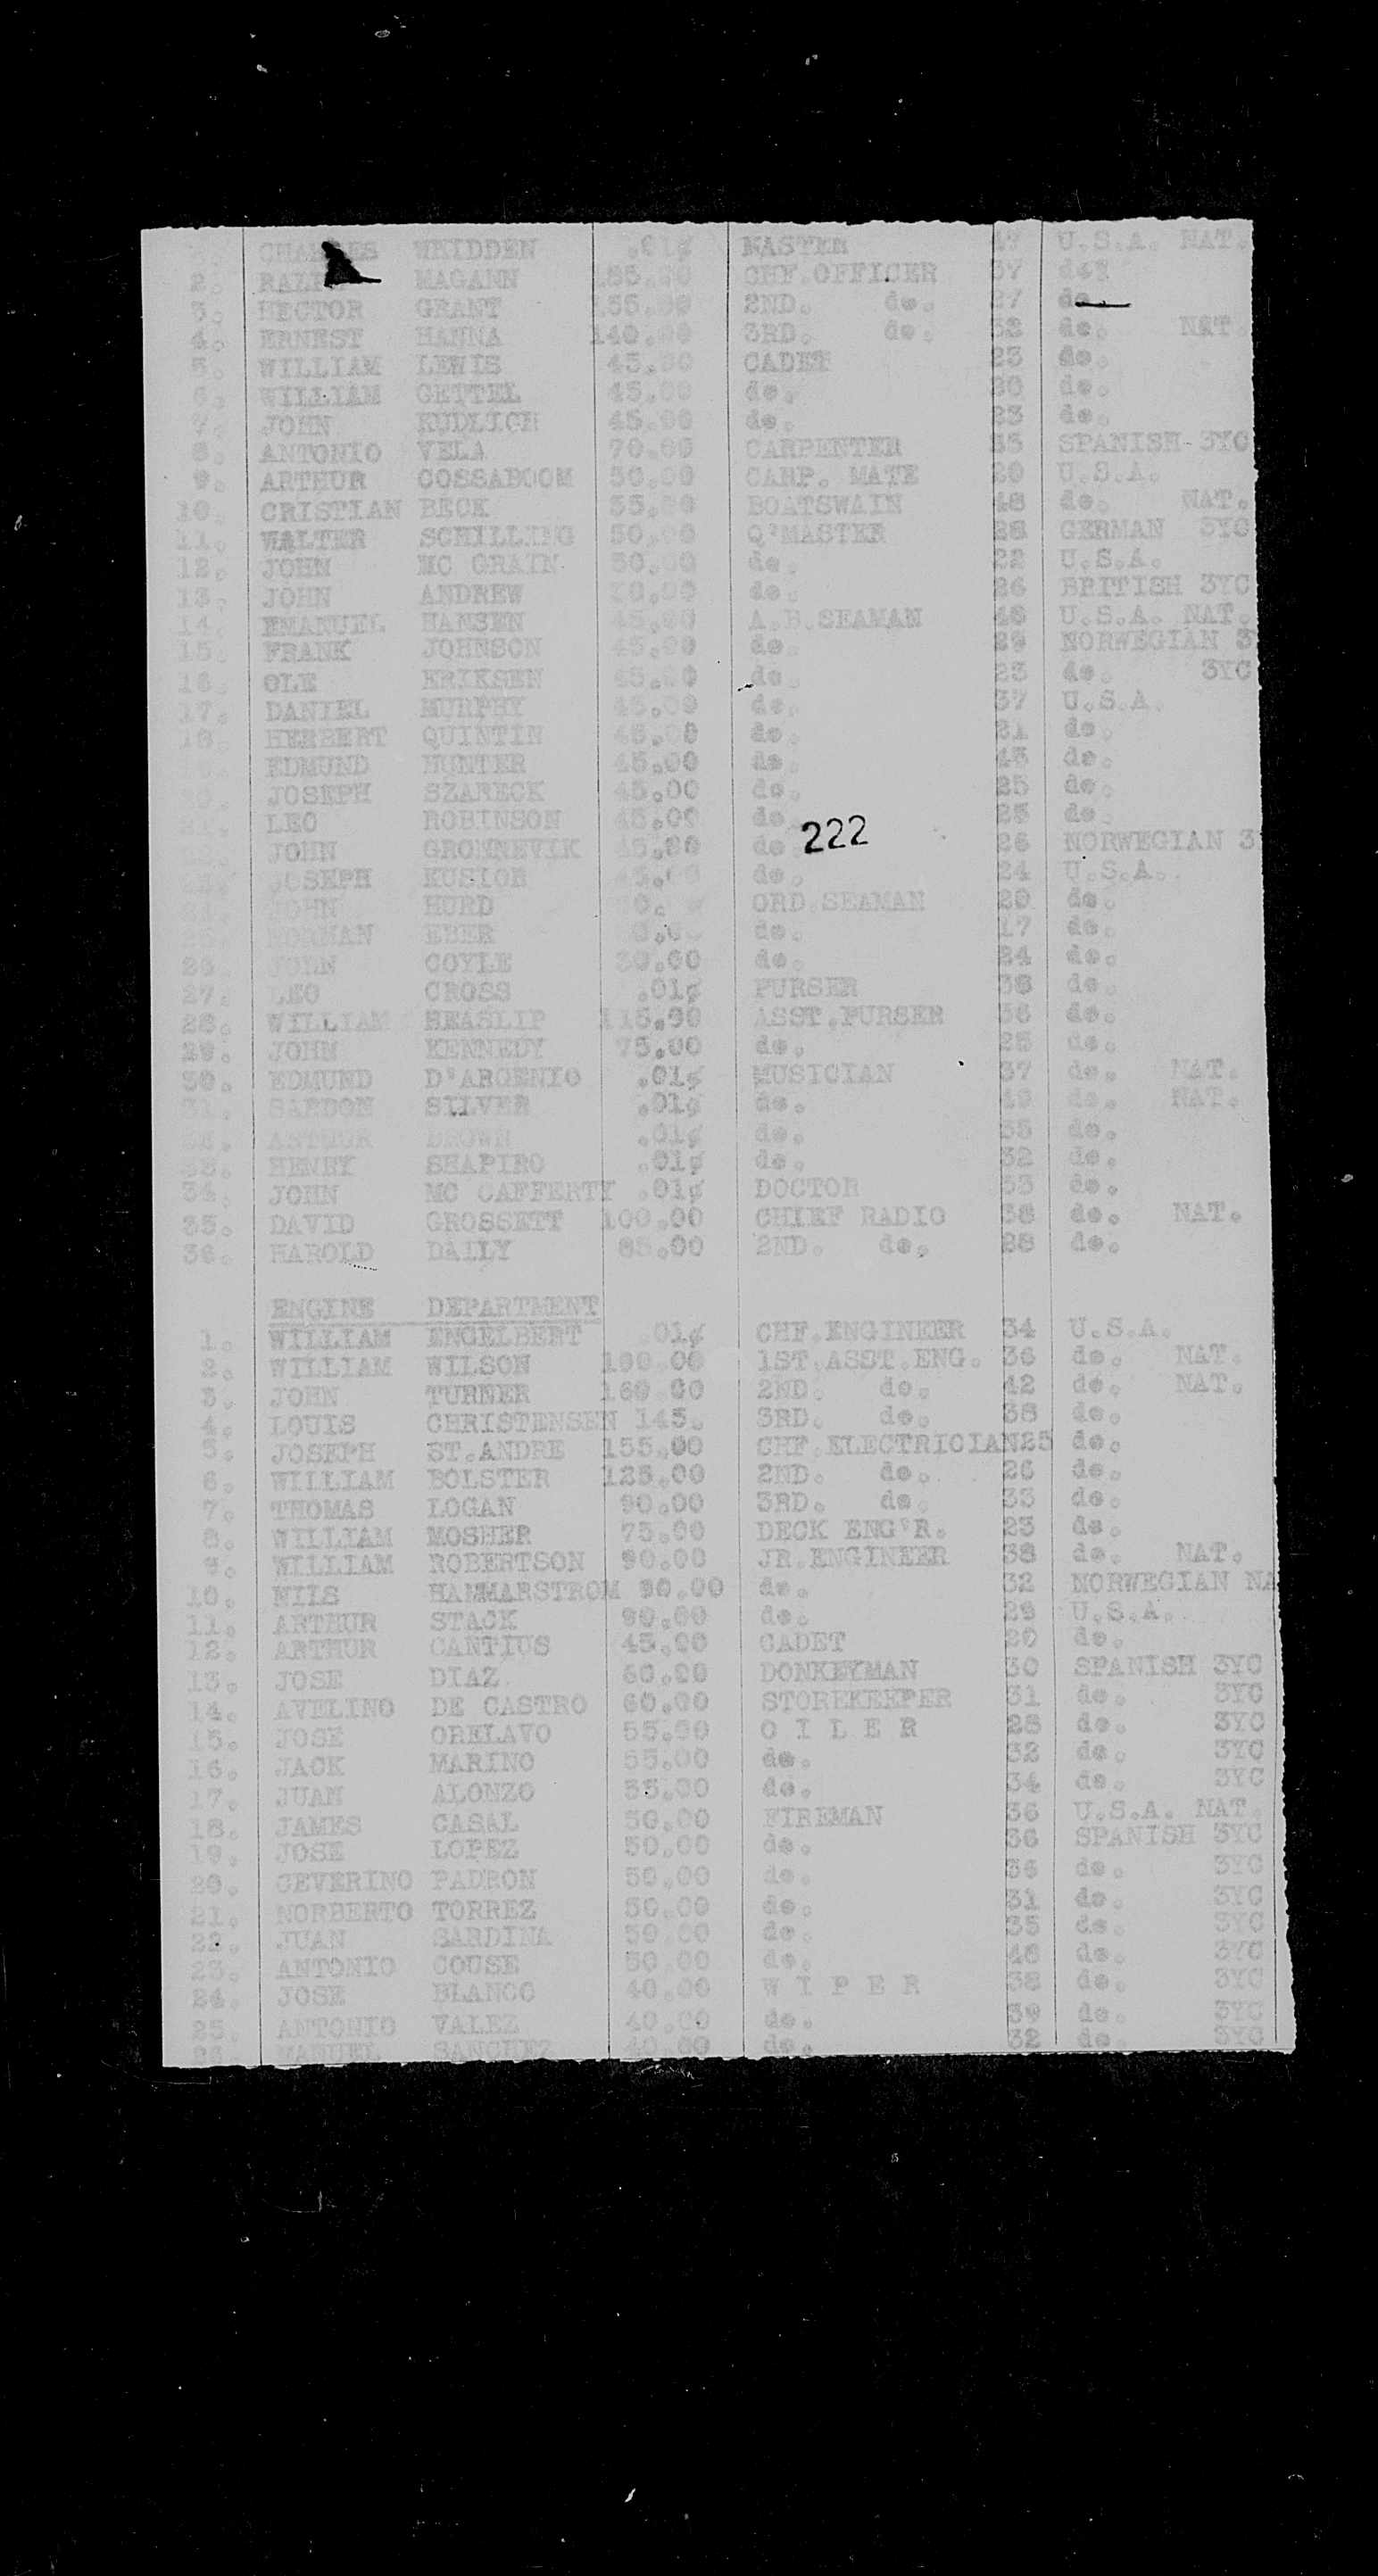 CHARLES WHIDDEN .01¢ MASTER U.S.A. NAT.
2. MAGANN 185.00 CHF.OFFICER 37
3. HECTOR GRANT 155.00 2ND. do. 27 do.
4. ERNEST HANNA 140.00 3RD. do. do. NAT.
5. WILLIAM LEWIS 45.00 CADET 23 do.
6. WILLIAM GETTEL 45.00 do. do.
7. JOHN KUDLICH 45.00 do. 23 do.
8. ANTONIO VELA 70.00 CARPENTER SPANISH 3YC
9. ARTHUR COSSABOOM 50.00 CARP. MATE 20 U.S.A.
10. CRISTIAN BECK BOATSWAIN 48 do. NAT.
11. WALTER SCHILLING 50.00 Q'MASTER 28 GERMAN 3YC
12. JOHN MC GRAIN 50.00 do. 22 U.S.A.
13. JOHN ANDREW do. 26 BRITISH 3YC
14. EMANUEL HANSEN 45.00 A.B.SEAMAN U.S.A. NAT.
15. FRANK JOHNSON 45.00 do. 29 NORWEGIAN 3
16. OLE ERIKSEN 45.00 do. 23 do. 3YC
17. DANIEL MURPHY 45.00 do. 37 U.S.A.
18. HERBERT QUINTIN 45.00 do. 21 do.
EDMUND HUNTER 45.00 do. do.
JOSEPH SZARECK 45.00 do. 25 do.
LEO ROBINSON 45.00 do. do.
222
JOHN GRONNEVIK 45.00 do. 26 NORWEGIAN 3
JOSEPH KUSIOR do. 24 U.S.A.
JOHN HURD ORD.SEAMAN 20 do.
NORMAN EBER do. 17 do.
26. JOHN COYLE 30.00 do. 24 do.
27. LEO CROSS .01¢ PURSER do.
28. WILLIAM HEASLIP 115.00 ASST.PURSER do.
29. JOHN KENNEDY 75.00 do. 25 do.
30. EDMUND D'ARGENIO .01¢ MUSICIAN 37 do. NAT.
31. SILVER .01¢ do. do. NAT.
ARTHUR BROWN .01¢ do. do.
33. HENRY SHAPIRO .01¢ do. 32 do.
34. JOHN MC CAFFERTY .01¢ DOCTOR do.
35. DAVID GROSSETT 100.00 CHIEF RADIO 38 do. NAT.
36. HAROLD DAILY 85.00 2ND. do. 28 do.
ENGINE DEPARTMENT
1. WILLIAM ENGELBERT .01¢ CHF.ENGINEER 34 U.S.A.
2. WILLIAM WILSON 1ST.ASST.ENG. 36 do. NAT.
3. JOHN TURNER 160.00 2ND. do. 42 do. NAT.
4. LOUIS CHRISTENSEN 145. 3RD. do. 38 do.
5. JOSEPH ST.ANDRE 155.00 CHF.ELECTRICIAN25 do.
6. WILLIAM BOLSTER 125.00 2ND. do. 26 do.
7. THOMAS LOGAN 90.00 3RD. do. 33 do.
8. WILLIAM MOSHER 75.00 DECK ENG'R. 23 do.
9. WILLIAM ROBERTSON 90.00 JR.ENGINEER 38 do. NAT.
10. NILS HAMMARSTROM 90.00 do. 32 NORWEGIAN NA
11. ARTHUR STACK 90.00 do. 29 U.S.A.
12. ARTHUR CANTIUS 45.00 CADET 20 do.
13. JOSE DIAZ 60.00 DONKEYMAN 30 SPANISH 3YC
14. AVELINO DE CASTRO 60.00 STOREKEEPER 31 do. 3YC
15. JOSE ORELAVO 55.00 O I L E R do. 3YC
16. JACK MARINO 55.00 do. 32 do. 3YC
17. JUAN ALONZO 55.00 do. 34 do. 3YC
18. JAMES CASAL 50.00 FIREMAN 36 U.S.A. NAT.
19. JOSE LOPEZ 50.00 do. 36 SPANISH 3YC
20. CEVERINO PADRON 50.00 do. 36 do. 3YC
21. NORBERTO TORREZ 50.00 do. 31 do. 3YC
22. JUAN SARDINA 50.00 do. 35 do. 3YC
23. ANTONIO COUSE 50.00 do. do. 3YC
24. JOSE BLANCO 40.00 W I P E R 38 do. 3YC
25. ANTONIO VALEZ 40.00 do. 39 do. 3YC
26. MANUEL SANCHEZ 40.00 do. 32 do. 3YC